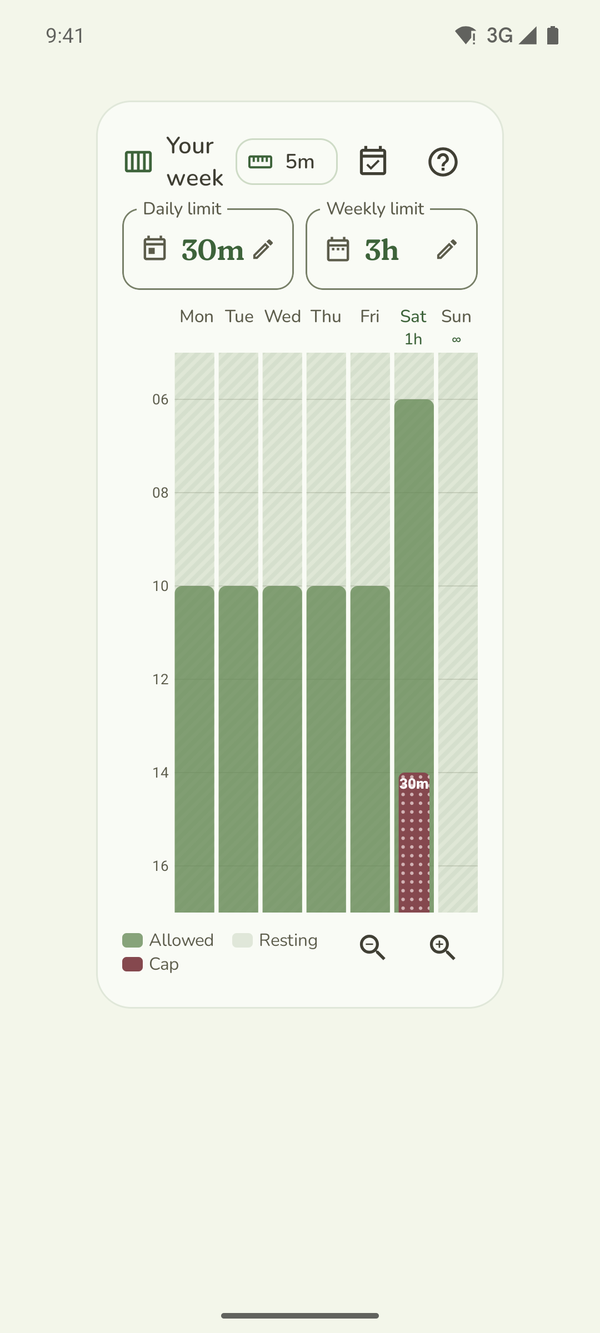 9:41
3G
Your week
5m
Daily limit
Weekly limit
30m
3h
Mon Tue Wed Thu Fri Sat Sun
1h ∞
06
08
10
12
14
30m
16
Allowed
Resting
Cap